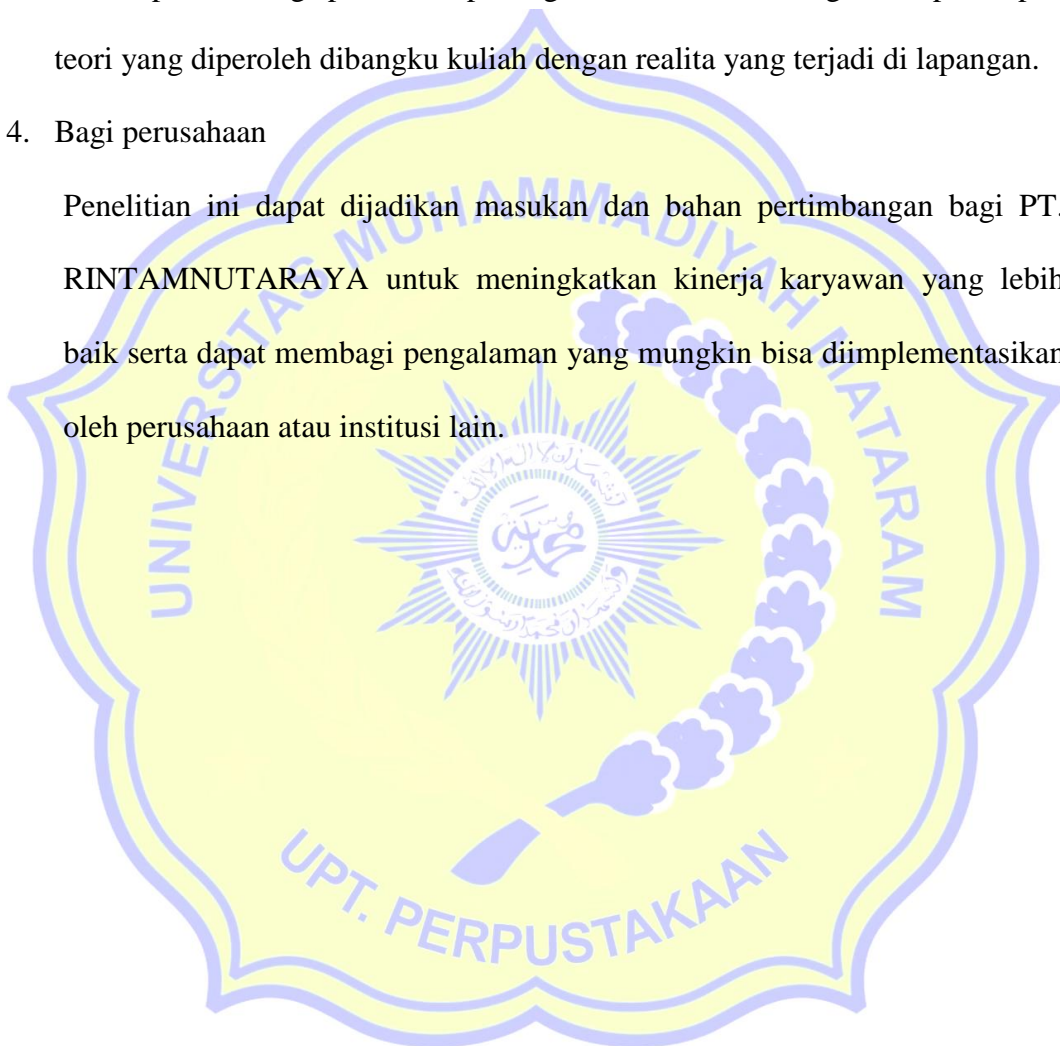 teori yang diperoleh dibangku kuliah dengan realita yang terjadi di lapangan.
4. Bagi perusahaan
Penelitian ini dapat dijadikan masukan dan bahan pertimbangan bagi PT.
RINTAMNUTARAYA untuk meningkatkan kinerja karyawan yang lebih
baik serta dapat membagi pengalaman yang mungkin bisa diimplementasikan
oleh perusahaan atau institusi lain.
UNIVERSITAS MUHAMMADIYAH MATARAM
UPT. PERPUSTAKAAN